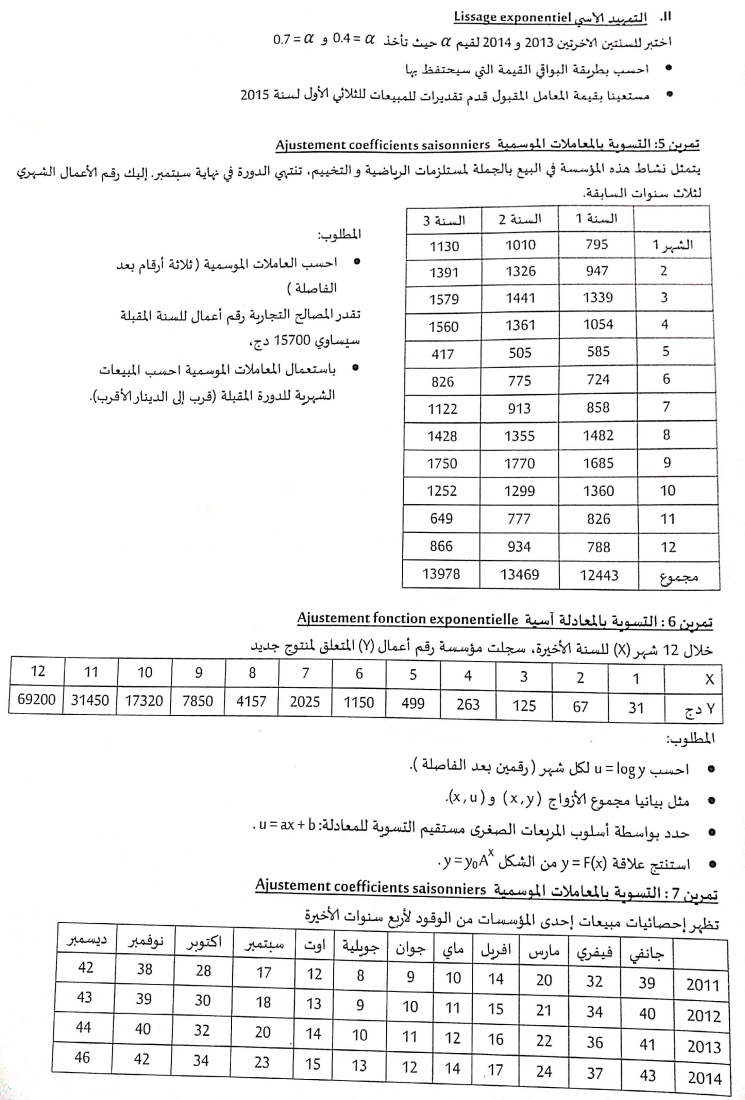 II. التمهيد الاسي Lissage exponentiel
اختبر للسنتين الاخرتين 2013 و 2014 لقيم α حيث تأخذ α = 0.4 و α = 0.7
• احسب بطريقة البواقي القيمة التي سيحتفظ بها
• مستعينا بقيمة المعامل المقبول قدم تقديرات للمبيعات للثلاثي الأول لسنة 2015
تمرين 5: التسوية بالمعاملات الموسمية Ajustement coefficients saisonniers
يتمثل نشاط هذه المؤسسة في البيع بالجملة لمستلزمات الرياضية و التخييم، تنتهي الدورة في نهاية سبتمبر. إليك رقم الأعمال الشهري
لثلاث سنوات السابقة.
السنة 1 السنة 2 السنة 3
الشهر 1 795 1010 1130
2 947 1326 1391
3 1339 1441 1579
4 1054 1361 1560
5 585 505 417
6 724 775 826
7 858 913 1122
8 1482 1355 1428
9 1685 1770 1750
10 1360 1299 1252
11 826 777 649
12 788 934 866
مجموع 12443 13469 13978
المطلوب:
• احسب العاملات الموسمية ( ثلاثة أرقام بعد
الفاصلة )
تقدر المصالح التجارية رقم أعمال للسنة المقبلة
سيساوي 15700 دج،
• باستعمال المعاملات الموسمية احسب المبيعات
الشهرية للدورة المقبلة (قرب إلى الدينار الأقرب).
تمرين 6 : التسوية بالمعادلة آسية Ajustement fonction exponentielle
خلال 12 شهر (X) للسنة الأخيرة، سجلت مؤسسة رقم أعمال (Y) المتعلق لمنتوج جديد
X 1 2 3 4 5 6 7 8 9 10 11 12
Y دج 31 67 125 263 499 1150 2025 4157 7850 17320 31450 69200
المطلوب:
• احسب u = log y لكل شهر ( رقمين بعد الفاصلة ).
• مثل بيانيا مجموع الأزواج ( x , y ) و (x , u).
• حدد بواسطة أسلوب المربعات الصغرى مستقيم التسوية للمعادلة: u = ax + b .
• استنتج علاقة y = F(x) من الشكل y = y₀Aˣ .
تمرين 7 : التسوية بالمعاملات الموسمية Ajustement coefficients saisonniers
تظهر إحصائيات مبيعات إحدى المؤسسات من الوقود لأربع سنوات الأخيرة
جانفي فيفري مارس افريل ماي جوان جويلية اوت سبتمبر اكتوبر نوفمبر ديسمبر
2011 39 32 20 14 10 9 8 12 17 28 38 42
2012 40 34 21 15 11 10 9 13 18 30 39 43
2013 41 36 22 16 12 11 10 14 20 32 40 44
2014 43 37 24 17 14 12 13 15 23 34 42 46